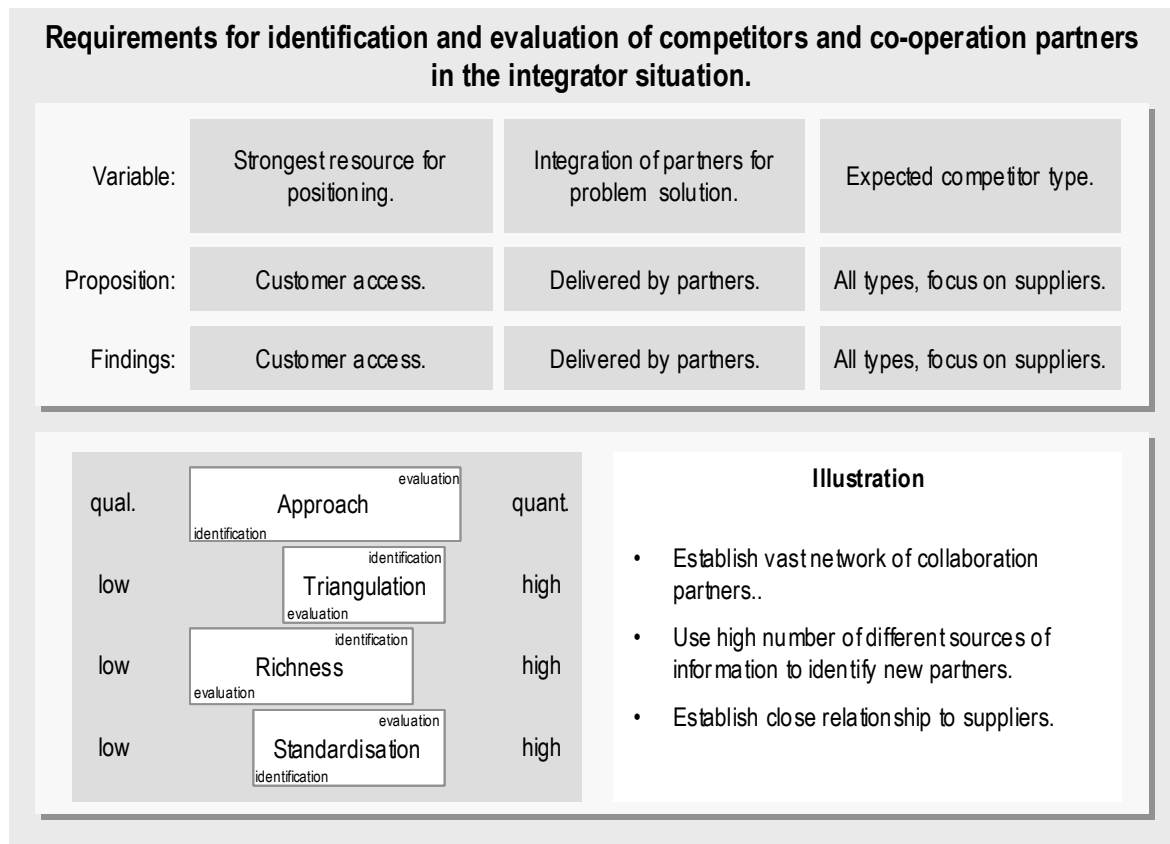 Requirements for identification and evaluation of competitors and co-operation partners
in the integrator situation.
Variable:
Strongest resource for
positioning.
Integration of partners for
problem solution.
Expected competitor type.
Proposition:
Customer access.
Delivered by partners.
All types, focus on suppliers.
Findings:
Customer access.
Delivered by partners.
All types, focus on suppliers.
qual.
evaluation
Approach
identification
quant.
low
identification
Triangulation
evaluation
high
low
identification
Richness
evaluation
high
low
evaluation
Standardisation
identification
high
Illustration
• Establish vast network of collaboration
partners..
• Use high number of different sources of
information to identify new partners.
• Establish close relationship to suppliers.